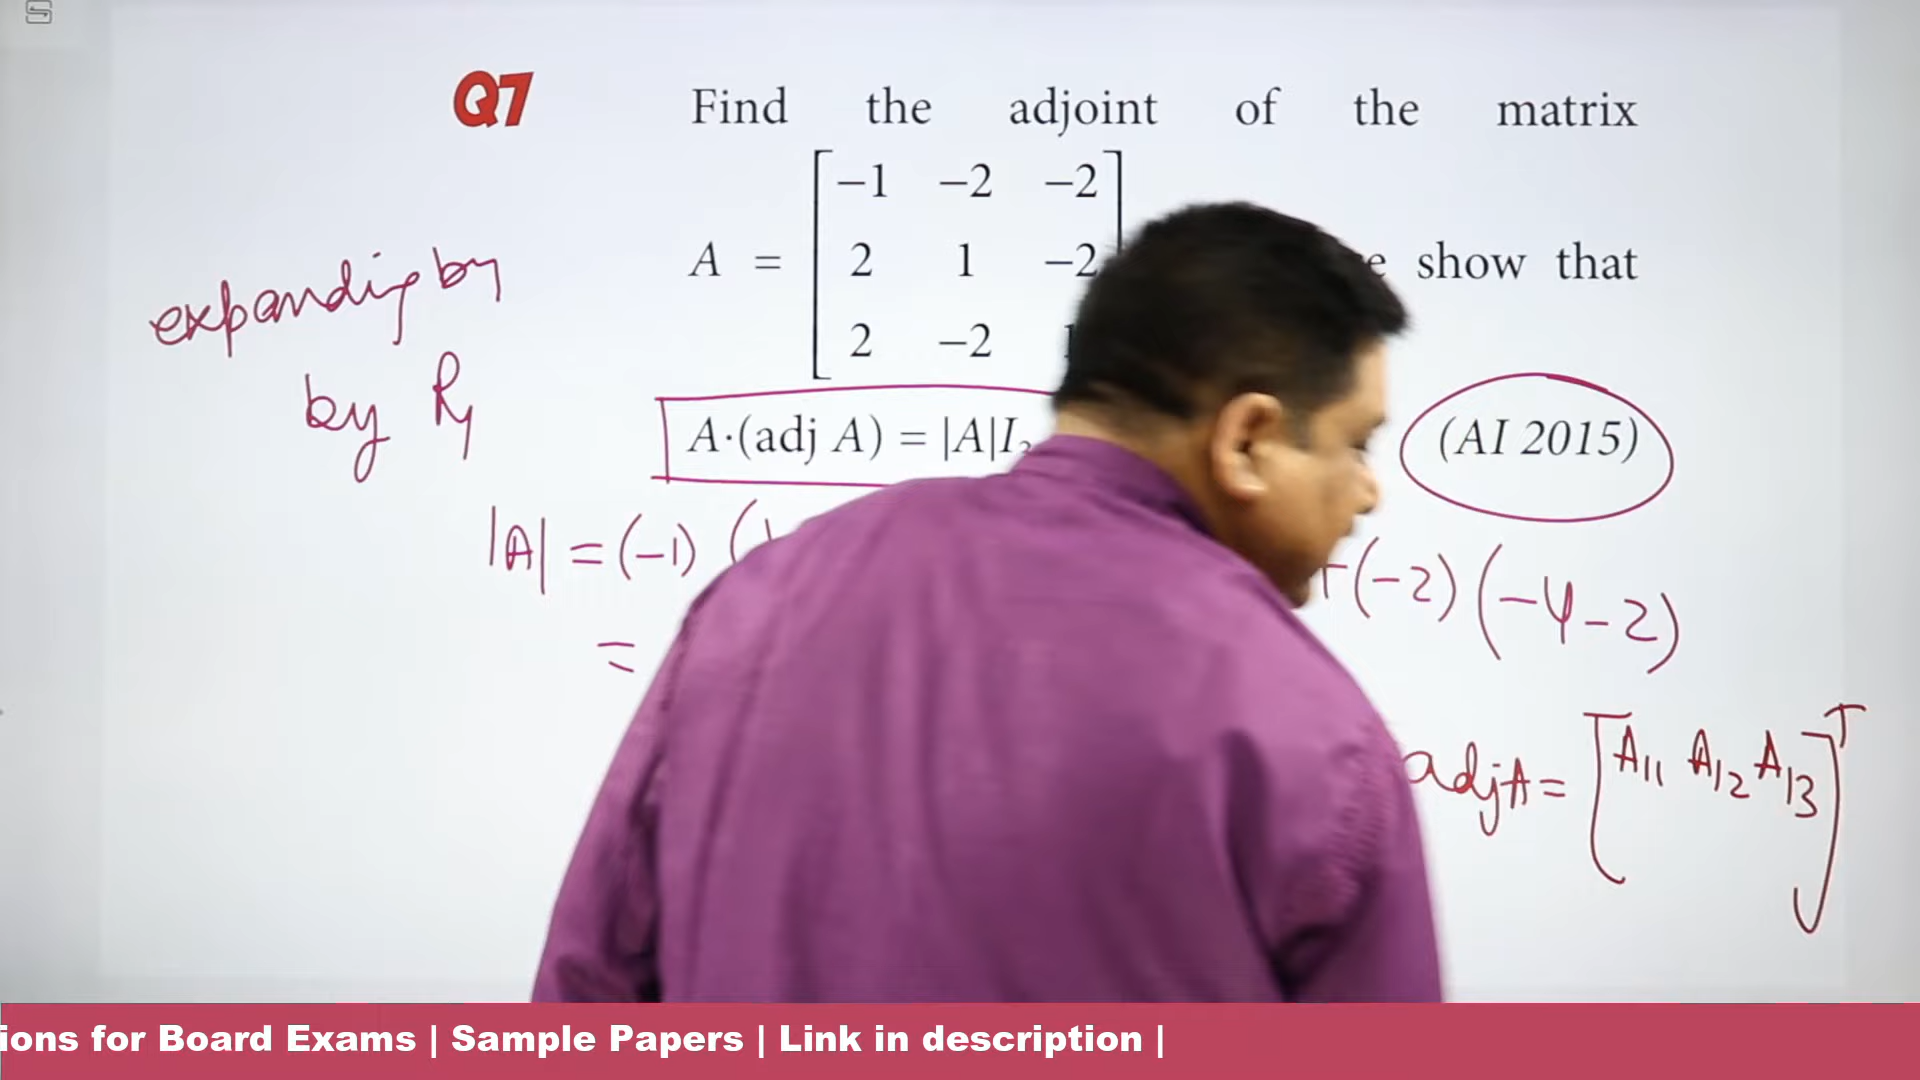 Q7 Find the adjoint of the matrix
A = [ −1 −2 −2
2 1 −2
2 −2
show that
A·(adj A) = |A|I
(AI 2015)
expanding by
by R1
|A| = (-1) (
+(-2)(-4-2)
=
adjA = [A11 A12 A13]T
ions for Board Exams | Sample Papers | Link in description |